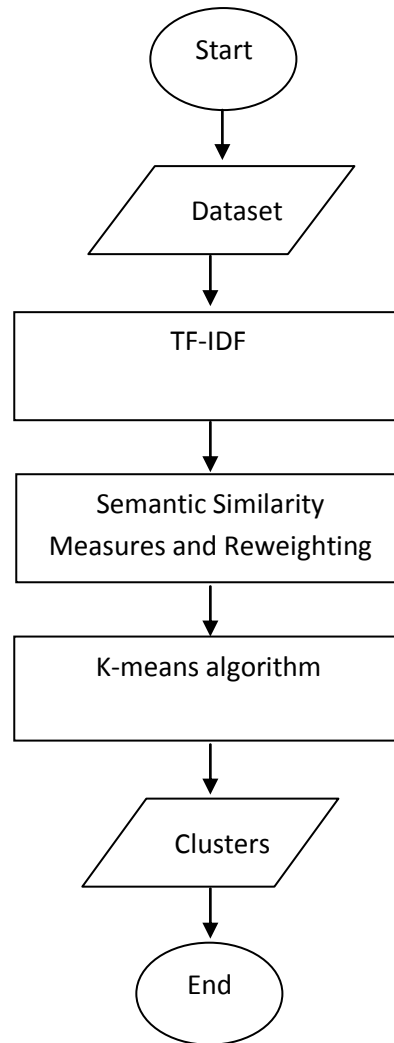 Start
Dataset
TF-IDF
Semantic Similarity
Measures and Reweighting
K-means algorithm
Clusters
End